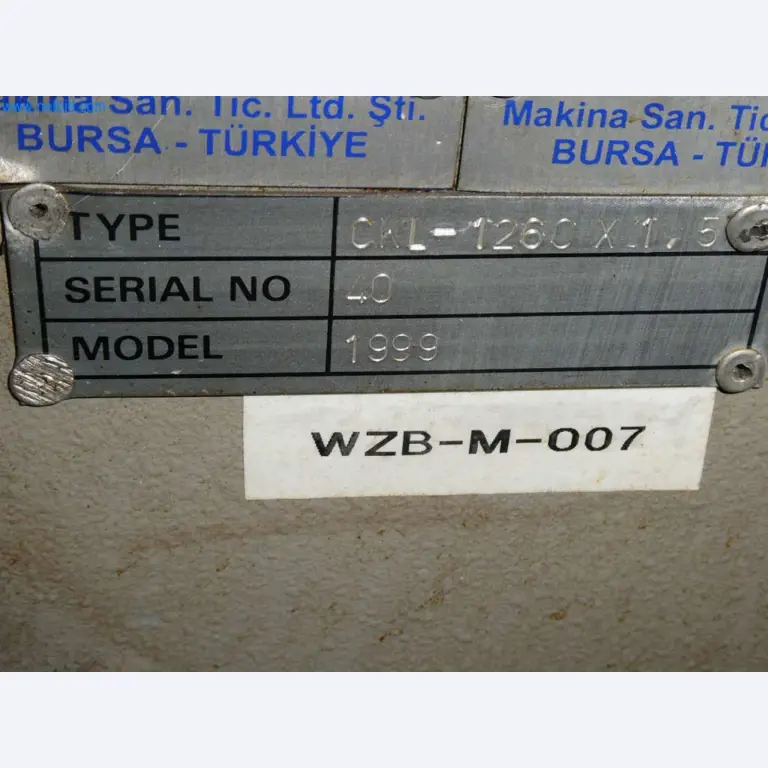 Makina San. Tic. Ltd. Şti.
BURSA - TÜRKİYE
Makina San. Tic
BURSA - TÜ
TYPE CKL-1260 X 1,5
SERIAL NO 40
MODEL 1999
WZB-M-007